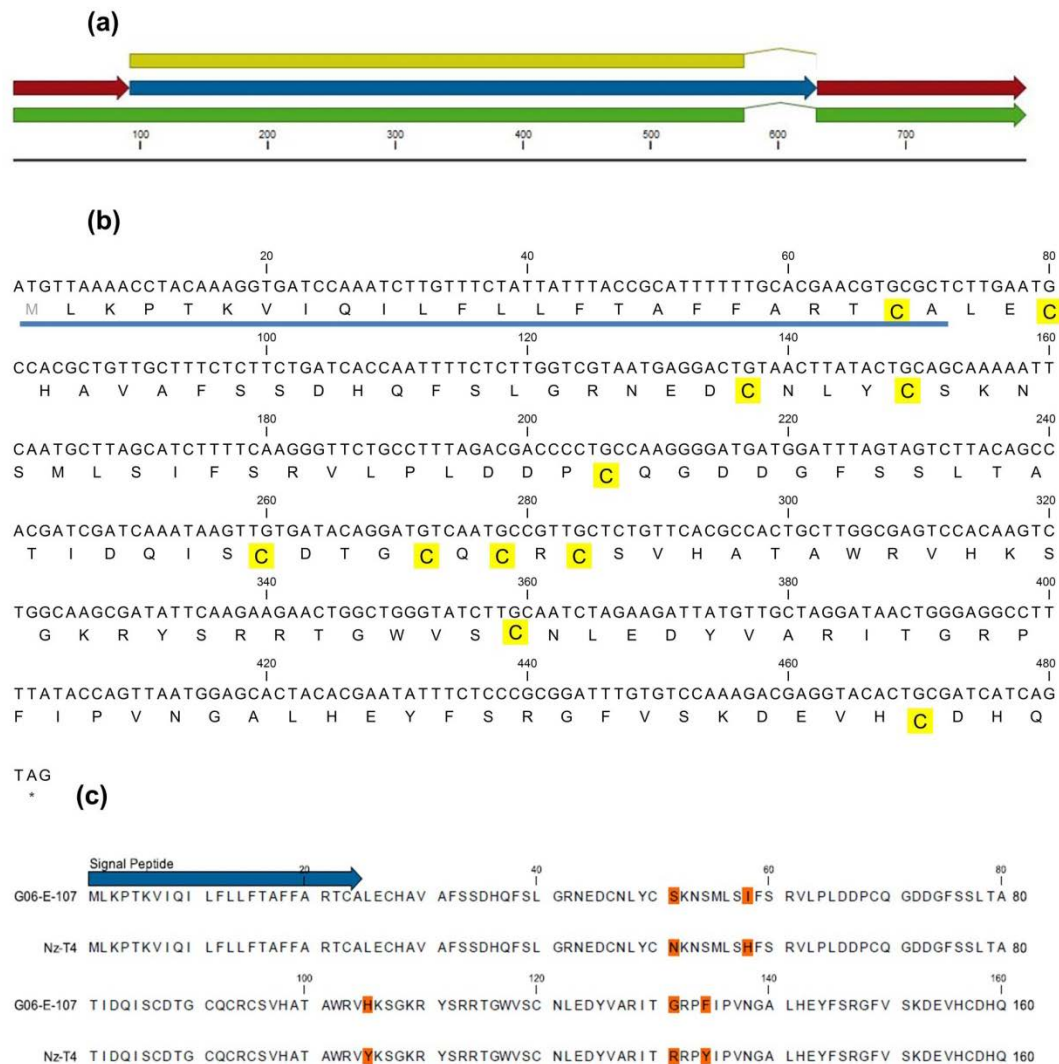 (a)
100 200 300 400 500 600 700
(b)
20 40 60 80
ATGTTAAAACCTACAAAGGTGATCCAAATCTTGTTTCTATTATTTACCGCATTTTTTGCACGAACGTGCGCTCTTGAATG
M L K P T K V I Q I L F L L F T A F F A R T C A L E C
100 120 140 160
CCACGCTGTTGCTTTCTCTTCTGATCACCAATTTTCTCTTGGTCGTAATGAGGACTGTAACTTATACTGCAGCAAAAATT
H A V A F S S D H Q F S L G R N E D C N L Y C S K N
180 200 220 240
CAATGCTTAGCATCTTTTCAAGGGTTCTGCCTTTAGACGACCCCTGCCAAGGGGATGATGGATTTAGTAGTCTTACAGCC
S M L S I F S R V L P L D D P C Q G D D G F S S L T A
260 280 300 320
ACGATCGATCAAATAAGTTGTGATACAGGATGTCAATGCCGTTGCTCTGTTCACGCCACTGCTTGGCGAGTCCACAAGTC
T I D Q I S C D T G C Q C R C S V H A T A W R V H K S
340 360 380 400
TGGCAAGCGATATTCAAGAAGAACTGGCTGGGTATCTTGCAATCTAGAAGATTATGTTGCTAGGATAACTGGGAGGCCTT
G K R Y S R R T G W V S C N L E D Y V A R I T G R P
420 440 460 480
TTATACCAGTTAATGGAGCACTACACGAATATTTCTCCCGCGGATTTGTGTCCAAAGACGAGGTACACTGCGATCATCAG
F I P V N G A L H E Y F S R G F V S K D E V H C D H Q
TAG
*
(c)
Signal Peptide
20 40 60 80
G06-E-107 MLKPTKVIQI LFLLFTAFFA RTCALECHAV AFSSDHQFSL GRNEDCNLYC SKNSMLSIFS RVLPLDDPCQ GDDGFSSLTA 80
Nz-T4 MLKPTKVIQI LFLLFTAFFA RTCALECHAV AFSSDHQFSL GRNEDCNLYC NKNSMLSHFS RVLPLDDPCQ GDDGFSSLTA 80
100 120 140 160
G06-E-107 TIDQISCDTG CQCRCSVHAT AWRVHKSGKR YSRRTGWVSC NLEDYVARIT GRPFIPVNGA LHEYFSRGFV SKDEVHCDHQ 160
Nz-T4 TIDQISCDTG CQCRCSVHAT AWRVYKSGKR YSRRTGWVSC NLEDYVARIT RRPYIPVNGA LHEYFSRGFV SKDEVHCDHQ 160